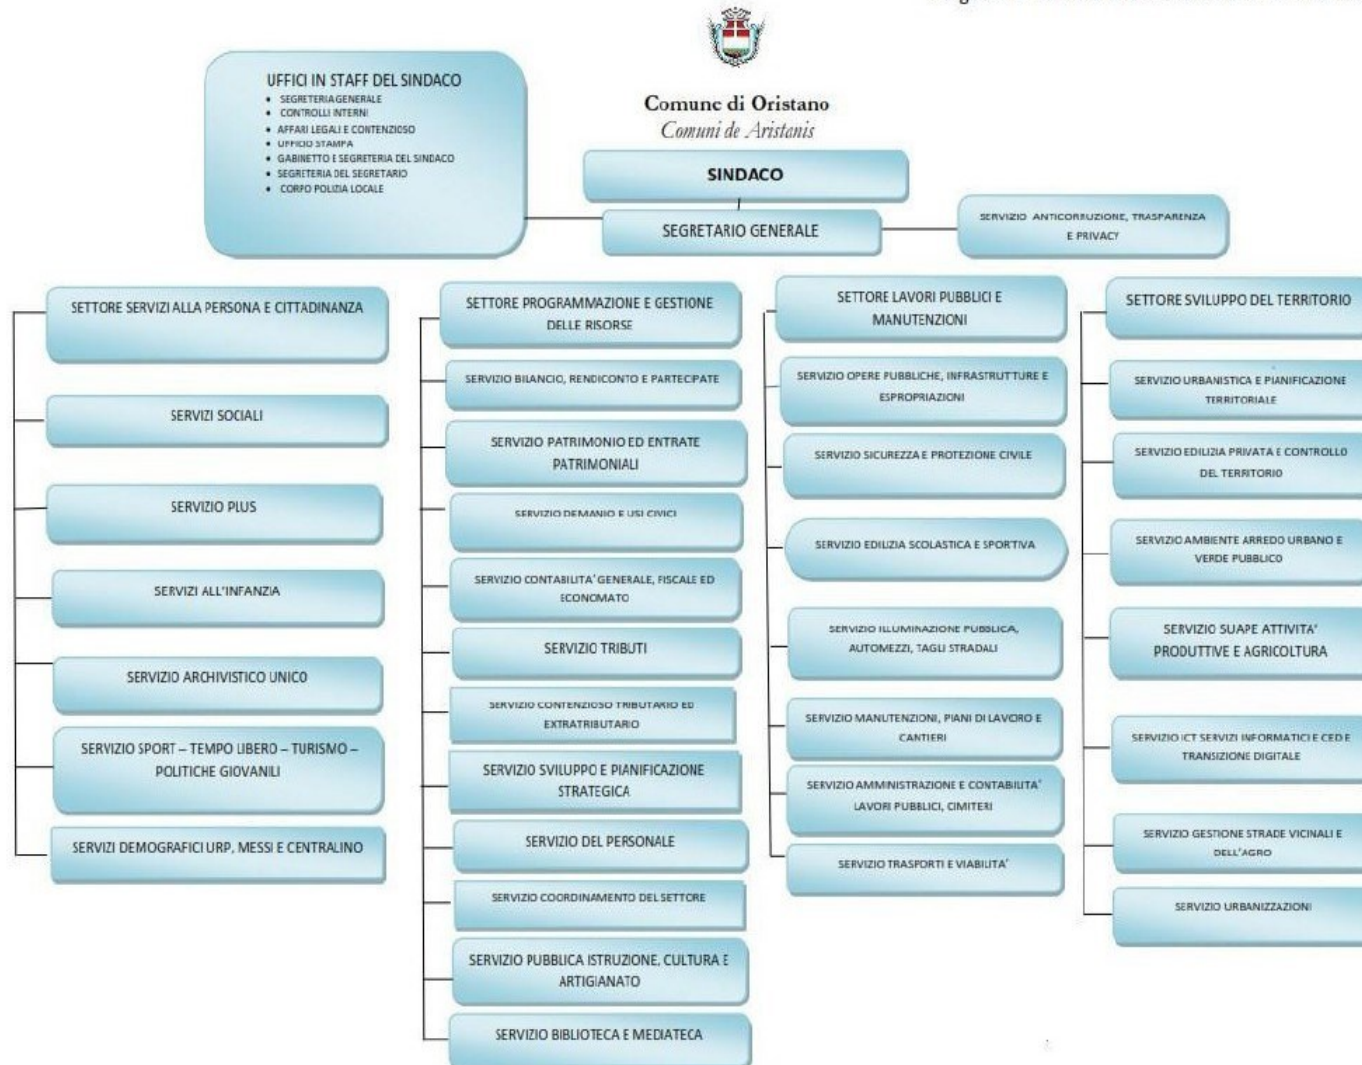 Comune di Oristano
Comuni de Aristanis
UFFICI IN STAFF DEL SINDACO
• SEGRETERIA GENERALE
• CONTROLLI INTERNI
• AFFARI LEGALI E CONTENZIOSO
• UFFICIO STAMPA
• GABINETTO E SEGRETERIA DEL SINDACO
• SEGRETERIA DEL SEGRETARIO
• CORPO POLIZIA LOCALE
SINDACO
SEGRETARIO GENERALE
SERVIZIO ANTICORRUZIONE, TRASPARENZA
E PRIVACY
SETTORE SERVIZI ALLA PERSONA E CITTADINANZA
SERVIZI SOCIALI
SERVIZIO PLUS
SERVIZI ALL'INFANZIA
SERVIZIO ARCHIVISTICO UNICO
SERVIZIO SPORT – TEMPO LIBERO – TURISMO –
POLITICHE GIOVANILI
SERVIZI DEMOGRAFICI URP, MESSI E CENTRALINO
SETTORE PROGRAMMAZIONE E GESTIONE
DELLE RISORSE
SERVIZIO BILANCIO, RENDICONTO E PARTECIPATE
SERVIZIO PATRIMONIO ED ENTRATE
PATRIMONIALI
SERVIZIO DEMANIO E USI CIVICI
SERVIZIO CONTABILITA' GENERALE, FISCALE ED
ECONOMATO
SERVIZIO TRIBUTI
SERVIZIO CONTENZIOSO TRIBUTARIO ED
EXTRATRIBUTARIO
SERVIZIO SVILUPPO E PIANIFICAZIONE
STRATEGICA
SERVIZIO DEL PERSONALE
SERVIZIO COORDINAMENTO DEL SETTORE
SERVIZIO PUBBLICA ISTRUZIONE, CULTURA E
ARTIGIANATO
SERVIZIO BIBLIOTECA E MEDIATECA
SETTORE LAVORI PUBBLICI E
MANUTENZIONI
SERVIZIO OPERE PUBBLICHE, INFRASTRUTTURE E
ESPROPRIAZIONI
SERVIZIO SICUREZZA E PROTEZIONE CIVILE
SERVIZIO EDILIZIA SCOLASTICA E SPORTIVA
SERVIZIO ILLUMINAZIONE PUBBLICA,
AUTOMEZZI, TAGLI STRADALI
SERVIZIO MANUTENZIONI, PIANI DI LAVORO E
CANTIERI
SERVIZIO AMMINISTRAZIONE E CONTABILITA'
LAVORI PUBBLICI, CIMITERI
SERVIZIO TRASPORTI E VIABILITA'
SETTORE SVILUPPO DEL TERRITORIO
SERVIZIO URBANISTICA E PIANIFICAZIONE
TERRITORIALE
SERVIZIO EDILIZIA PRIVATA E CONTROLLO
DEL TERRITORIO
SERVIZIO AMBIENTE ARREDO URBANO E
VERDE PUBBLICO
SERVIZIO SUAPE ATTIVITA'
PRODUTTIVE E AGRICOLTURA
SERVIZIO ICT SERVIZI INFORMATICI E CED E
TRANSIZIONE DIGITALE
SERVIZIO GESTIONE STRADE VICINALI E
DELL'AGRO
SERVIZIO URBANIZZAZIONI